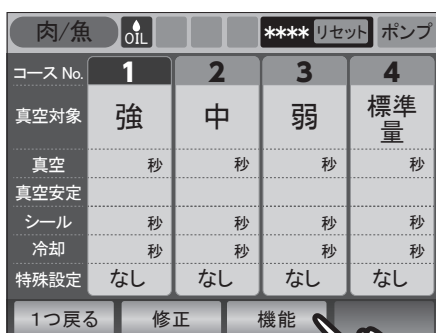 肉/魚 OIL **** リセット ポンプ
コース No. 1 2 3 4
真空対象 強 中 弱 標準量
真空 秒 秒 秒 秒
真空安定
シール 秒 秒 秒 秒
冷却 秒 秒 秒 秒
特殊設定 なし なし なし なし
1つ戻る 修正 機能